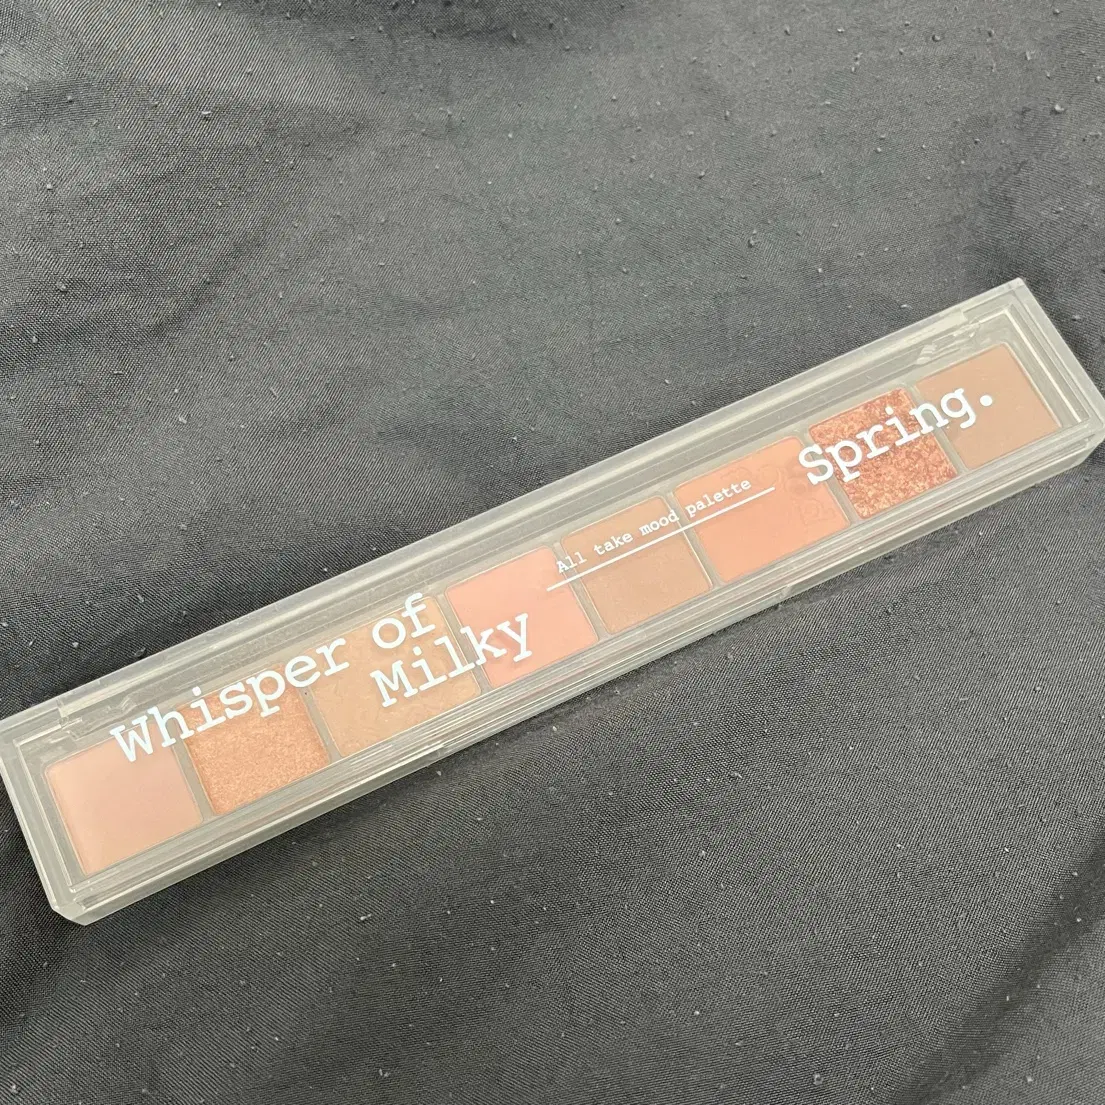 Whisper of
Milky
All take mood palette
Spring.